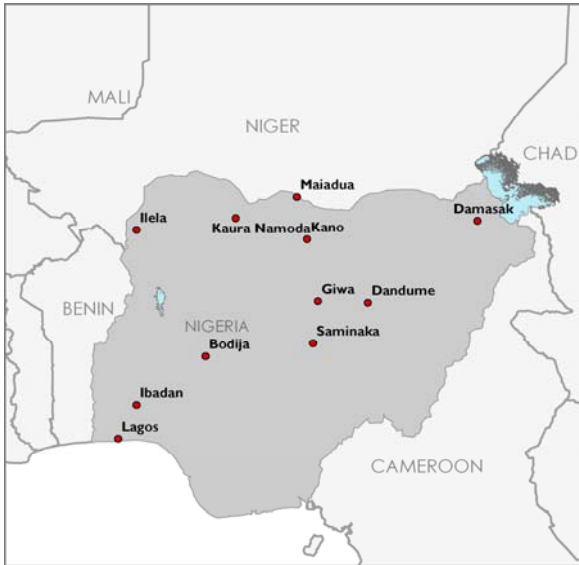 MALI
NIGER
CHAD
Maiadua
Damasak
Ilela
Kaura Namoda
Kano
Giwa
Dandume
BENIN
NIGERIA
Saminaka
Bodija
Ibadan
Lagos
CAMEROON